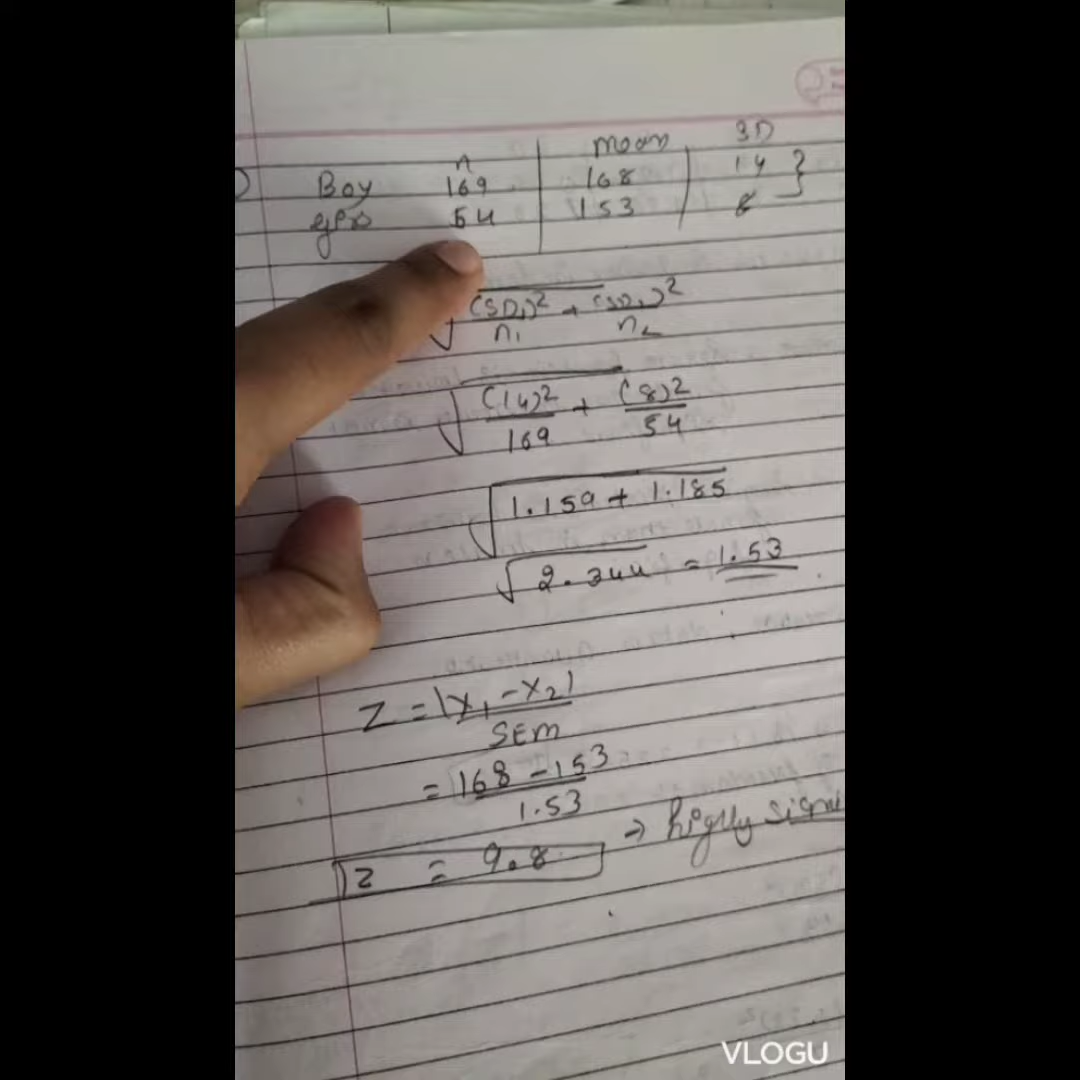 n mean SD
Boy 169 168 14 }
54 153 8
√(SD₁)²/n₁ + (SD₂)²/n₂
√(14)²/169 + (8)²/54
√1.159 + 1.185
√2.344 = 1.53
Z = |X₁ - X₂|/SEM
= 168 - 153/1.53
Z = 9.8 → highly
VLOGU